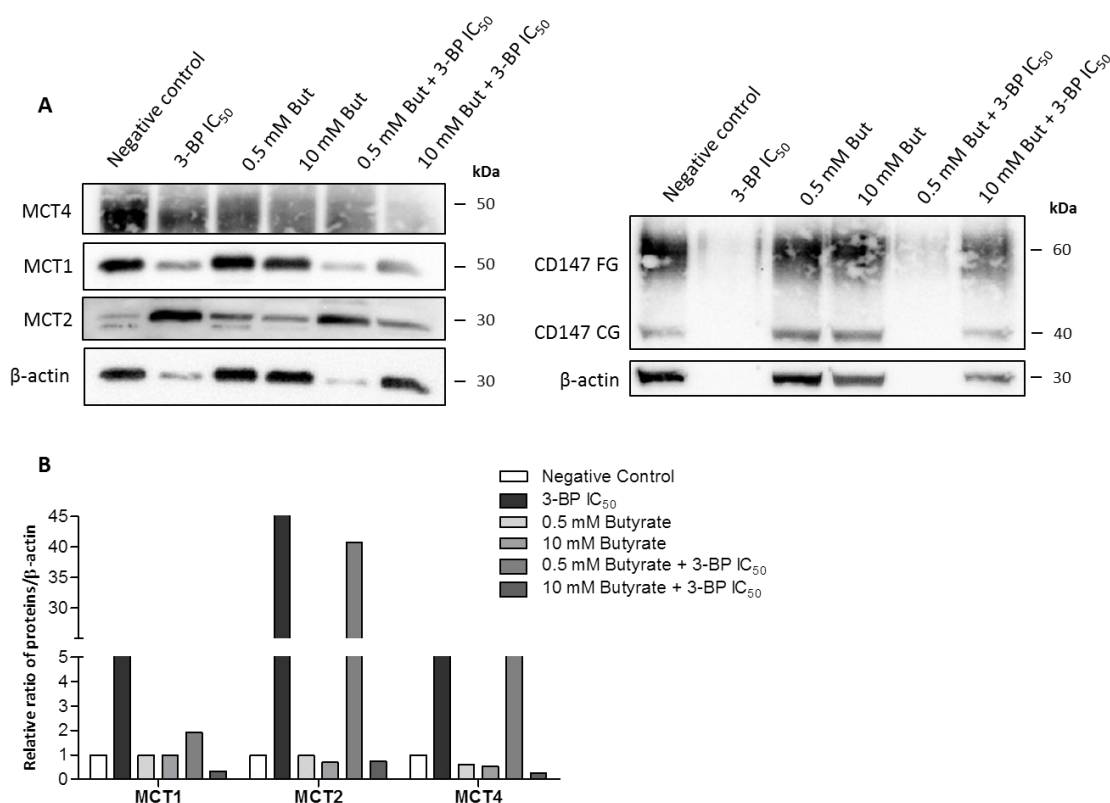 A
Negative control
3-BP IC₅₀
0.5 mM But
10 mM But
0.5 mM But + 3-BP IC₅₀
10 mM But + 3-BP IC₅₀
kDa
MCT4
50
MCT1
50
MCT2
30
β-actin
30
Negative control
3-BP IC₅₀
0.5 mM But
10 mM But
0.5 mM But + 3-BP IC₅₀
10 mM But + 3-BP IC₅₀
kDa
CD147 FG
60
CD147 CG
40
β-actin
30
B
Negative Control
3-BP IC₅₀
0.5 mM Butyrate
10 mM Butyrate
0.5 mM Butyrate + 3-BP IC₅₀
10 mM Butyrate + 3-BP IC₅₀
Relative ratio of proteins/β-actin
45
40
35
30
5
4
3
2
1
0
MCT1 MCT2 MCT4